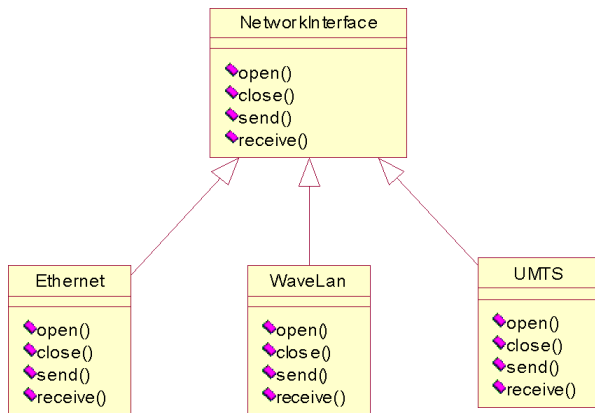 NetworkInterface
open()
close()
send()
receive()
Ethernet
open()
close()
send()
receive()
WaveLan
open()
close()
send()
receive()
UMTS
open()
close()
send()
receive()